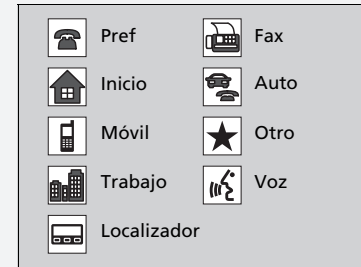 Pref
Fax
Inicio
Auto
Móvil
Otro
Trabajo
Voz
Localizador